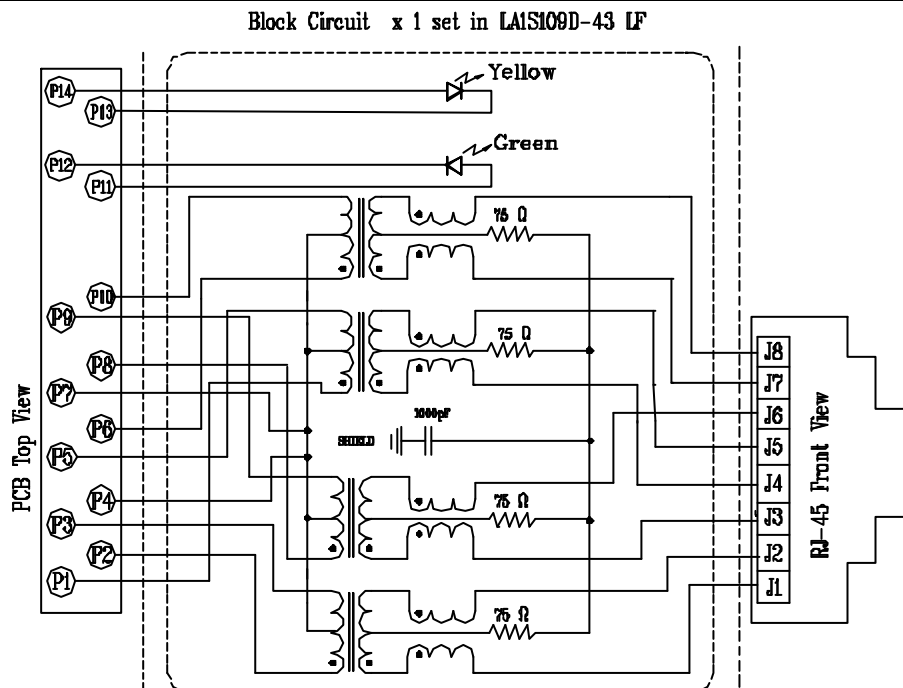 Block Circuit x 1 set in LA1S109D-43 LF
P14
P13
Yellow
P12
P11
Green
75 Ω
P10
P9
P8
P7
P6
P5
P4
P3
P2
P1
PCB Top View
75 Ω
1000pF
SHIELD
75 Ω
75 Ω
J8
J7
J6
J5
J4
J3
J2
J1
RJ-45 Front View